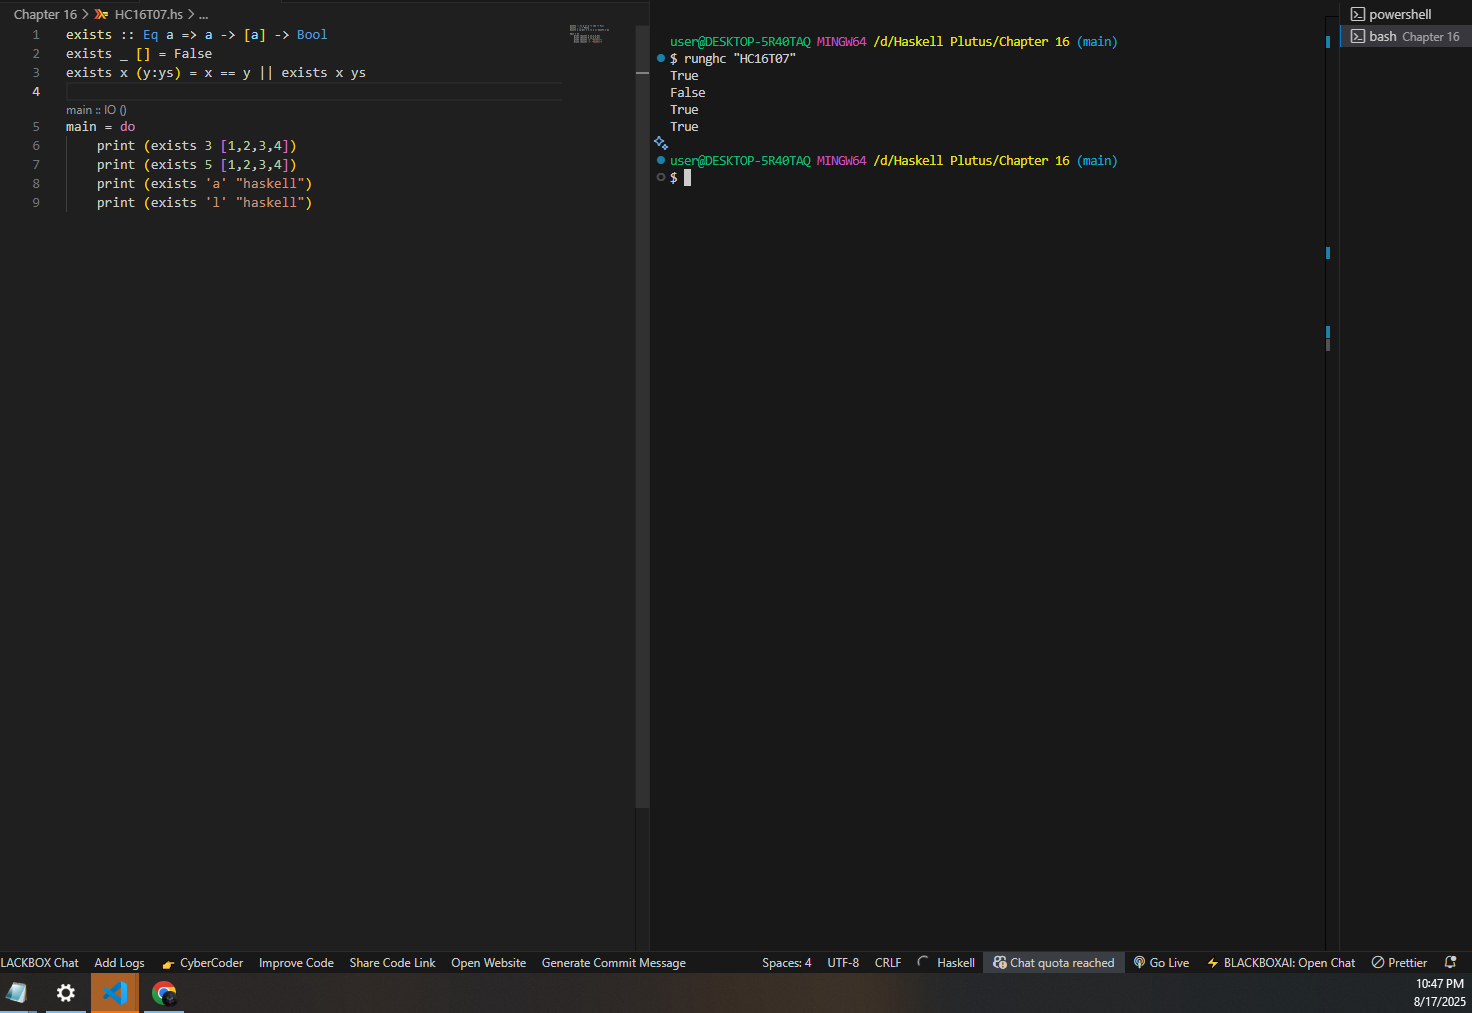 Chapter 16 > HC16T07.hs > ...
1 exists :: Eq a => a -> [a] -> Bool
2 exists _ [] = False
3 exists x (y:ys) = x == y || exists x ys
4
main :: IO ()
5 main = do
6 print (exists 3 [1,2,3,4])
7 print (exists 5 [1,2,3,4])
8 print (exists 'a' "haskell")
9 print (exists 'l' "haskell")
user@DESKTOP-5R40TAQ MINGW64 /d/Haskell Plutus/Chapter 16 (main)
$ runghc "HC16T07"
True
False
True
True
user@DESKTOP-5R40TAQ MINGW64 /d/Haskell Plutus/Chapter 16 (main)
$
powershell
bash Chapter 16
LACKBOX Chat Add Logs CyberCoder Improve Code Share Code Link Open Website Generate Commit Message Spaces: 4 UTF-8 CRLF Haskell Chat quota reached Go Live BLACKBOXAI: Open Chat Prettier
10:47 PM
8/17/2025